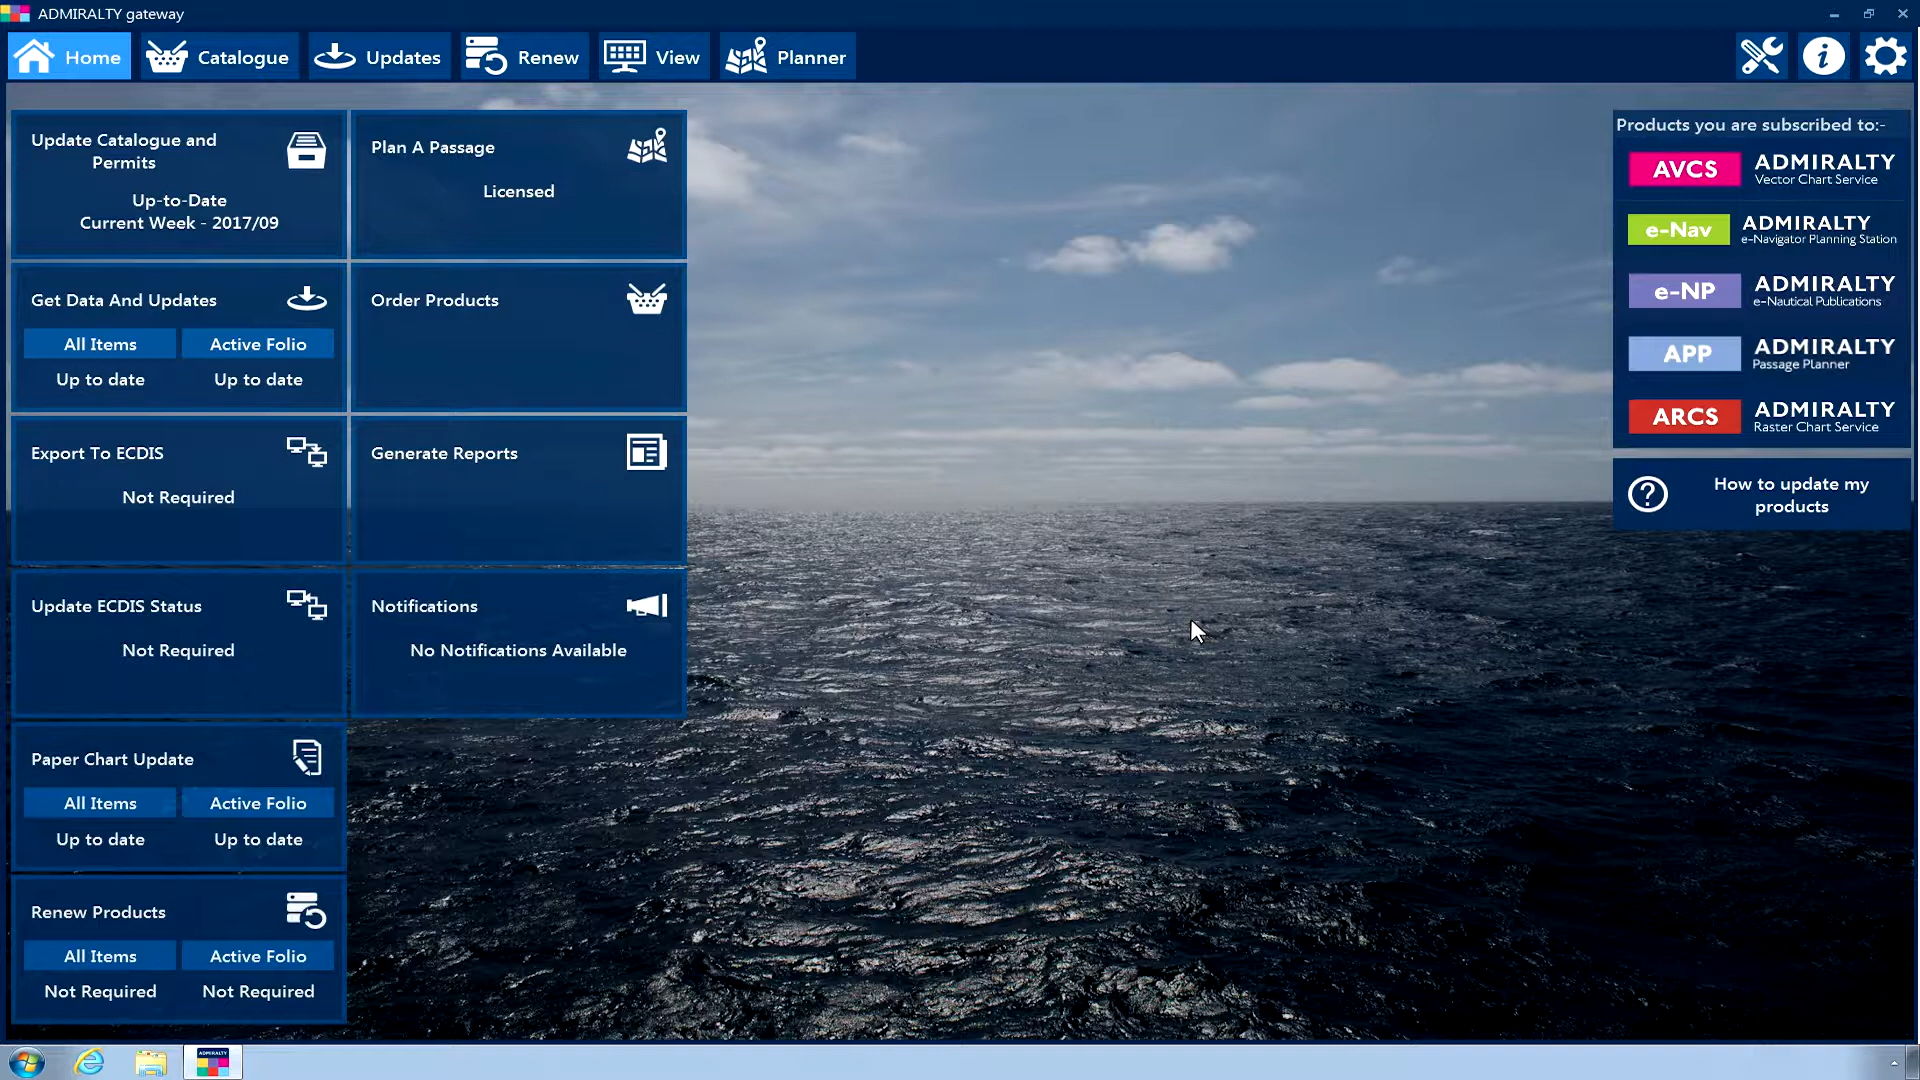 ADMIRALTY gateway
Home
Catalogue
Updates
Renew
View
Planner
Update Catalogue and
Permits
Up-to-Date
Current Week - 2017/09
Plan A Passage
Licensed
Get Data And Updates
All Items
Active Folio
Up to date
Up to date
Order Products
Export To ECDIS
Not Required
Generate Reports
Update ECDIS Status
Not Required
Notifications
No Notifications Available
Paper Chart Update
All Items
Active Folio
Up to date
Up to date
Renew Products
All Items
Active Folio
Not Required
Not Required
Products you are subscribed to:-
AVCS
ADMIRALTY
Vector Chart Service
e-Nav
ADMIRALTY
e-Navigator Planning Station
e-NP
ADMIRALTY
e-Nautical Publications
APP
ADMIRALTY
Passage Planner
ARCS
ADMIRALTY
Raster Chart Service
How to update my
products
ADMIRALTY